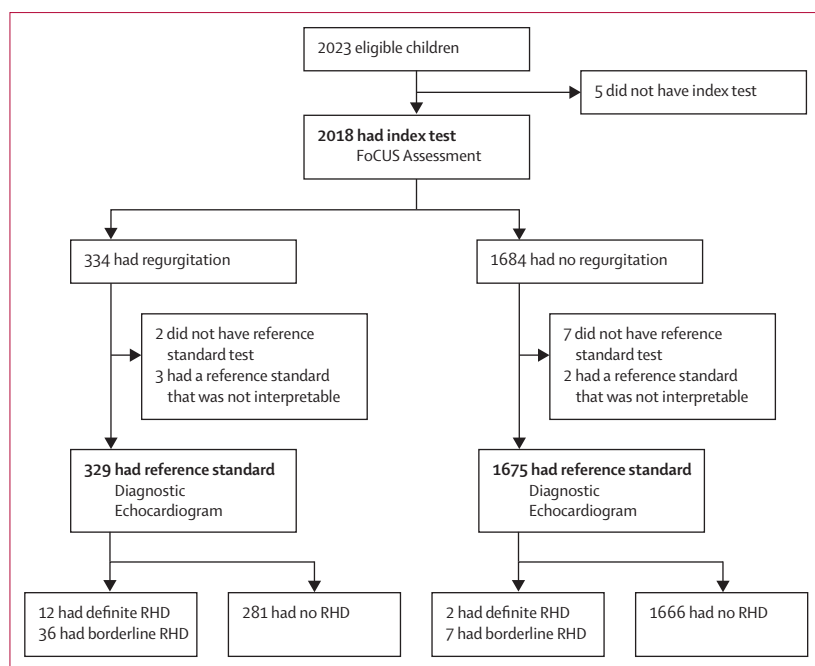 2023 eligible children
5 did not have index test
2018 had index test
FoCUS Assessment
334 had regurgitation
1684 had no regurgitation
2 did not have reference
standard test
3 had a reference standard
that was not interpretable
7 did not have reference
standard test
2 had a reference standard
that was not interpretable
329 had reference standard
Diagnostic
Echocardiogram
1675 had reference standard
Diagnostic
Echocardiogram
12 had definite RHD
36 had borderline RHD
281 had no RHD
2 had definite RHD
7 had borderline RHD
1666 had no RHD